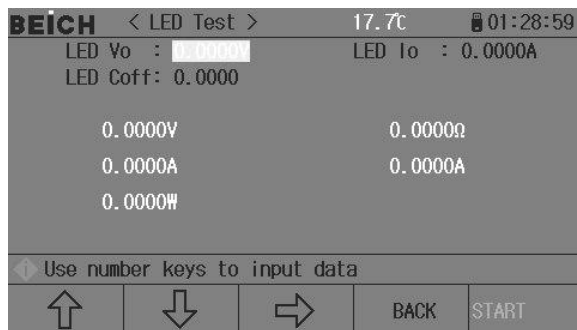 BEICH < LED Test > 17.7℃ 01:28:59
LED Vo : 0.0000V LED Io : 0.0000A
LED Coff: 0.0000
0.0000V 0.0000Ω
0.0000A 0.0000A
0.0000W
Use number keys to input data
BACK START